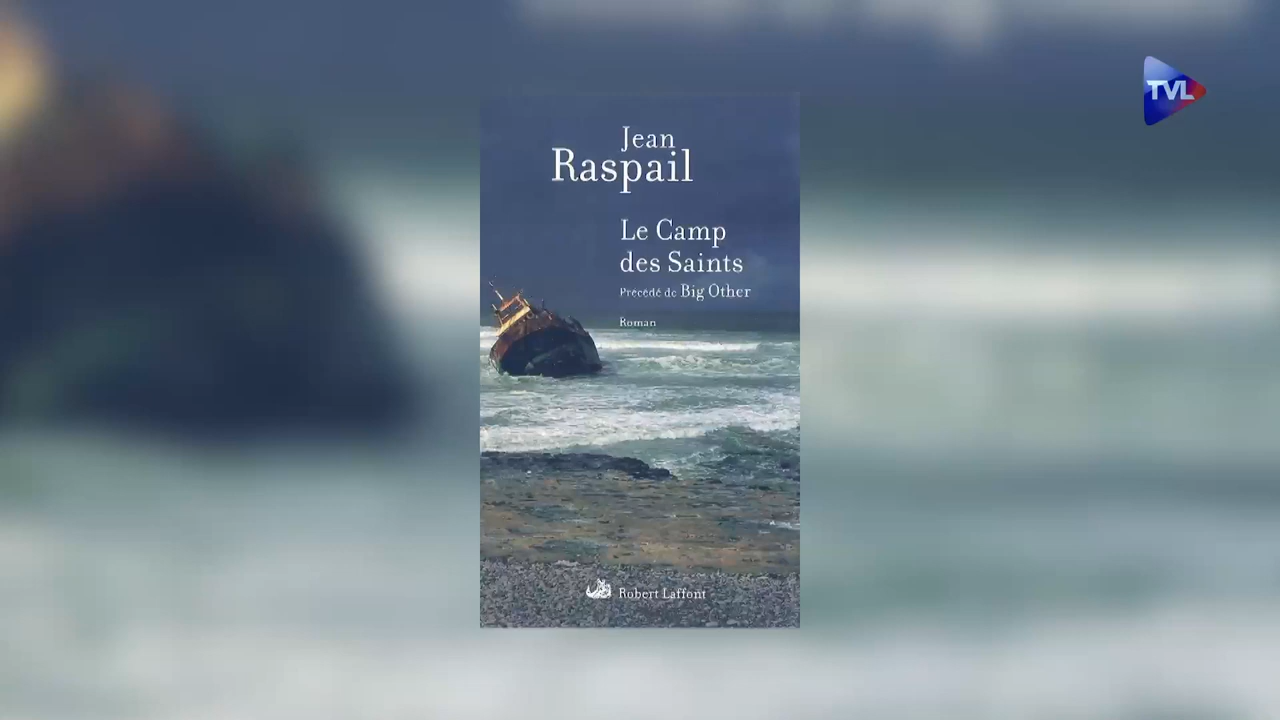 TVL
Jean
Raspail
Le Camp
des Saints
Précédé de Big Other
Roman
Robert Laffont